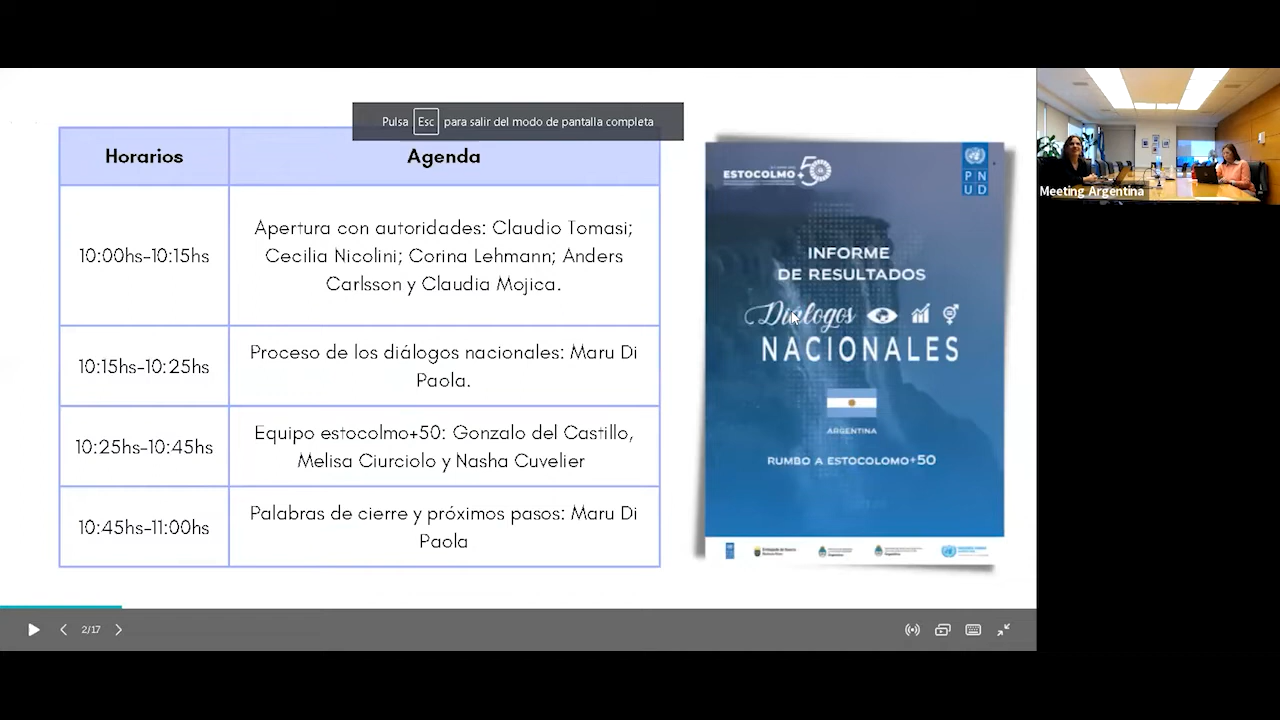 Pulsa Esc para salir del modo de pantalla completa
Horarios
Agenda
10:00hs-10:15hs
Apertura con autoridades: Claudio Tomasi;
Cecilia Nicolini; Corina Lehmann; Anders
Carlsson y Claudia Mojica.
10:15hs-10:25hs
Proceso de los diálogos nacionales: Maru Di
Paola.
10:25hs-10:45hs
Equipo estocolmo+50: Gonzalo del Castillo,
Melisa Ciurciolo y Nasha Cuvelier
10:45hs-11:00hs
Palabras de cierre y próximos pasos: Maru Di
Paola
ESTOCOLMO+50
PN
UD
INFORME
DE RESULTADOS
Diálogos
NACIONALES
ARGENTINA
RUMBO A ESTOCOLOMO+50
2/17
Meeting Argentina